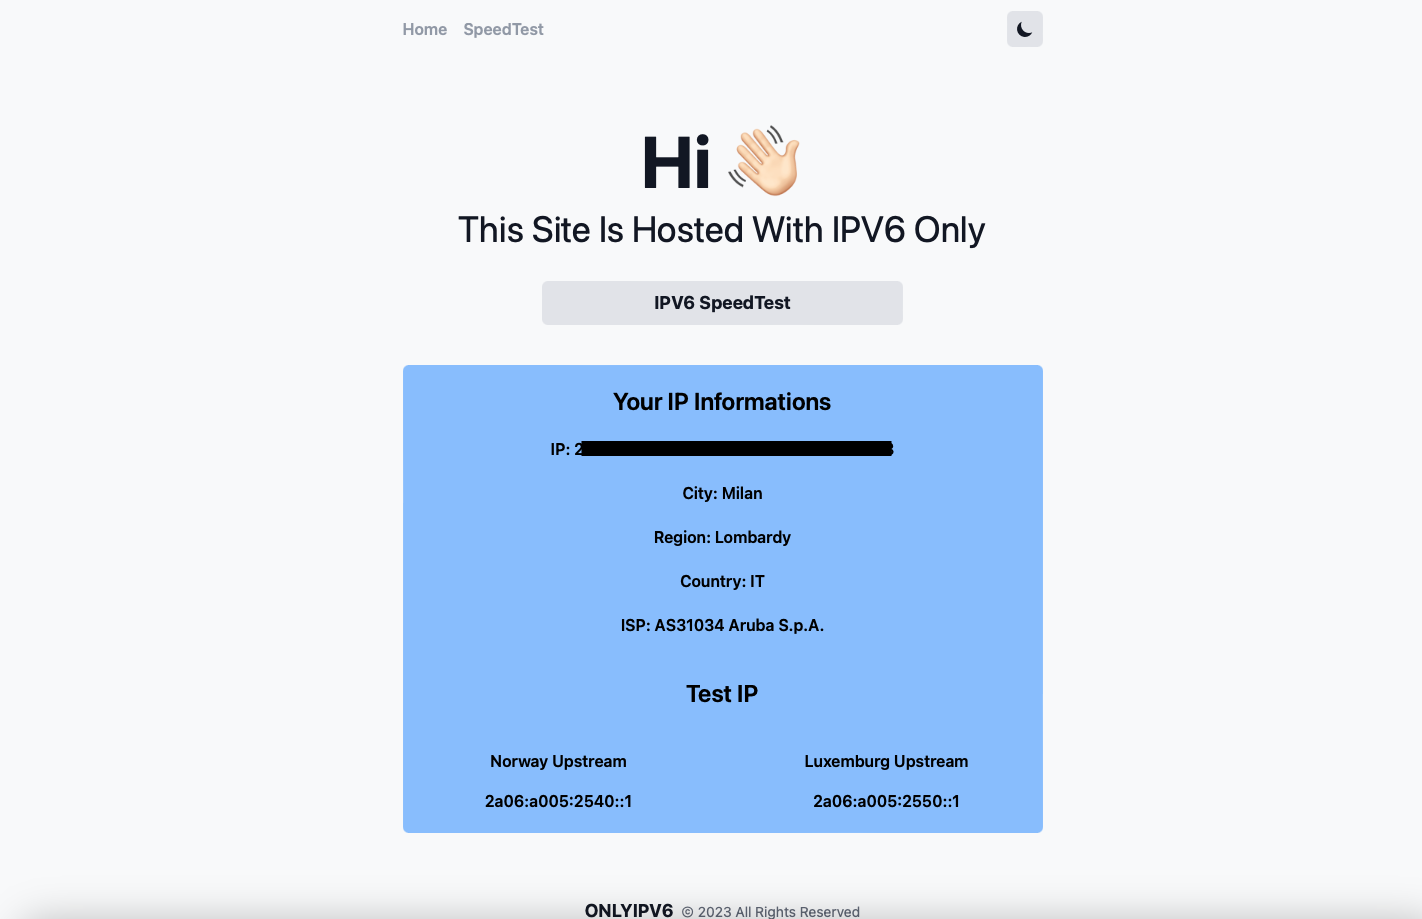 Home SpeedTest
Hi 👋🏻
This Site Is Hosted With IPV6 Only
IPV6 SpeedTest
Your IP Informations
IP: 2
City: Milan
Region: Lombardy
Country: IT
ISP: AS31034 Aruba S.p.A.
Test IP
Norway Upstream Luxemburg Upstream
2a06:a005:2540::1 2a06:a005:2550::1
ONLYIPV6 © 2023 All Rights Reserved